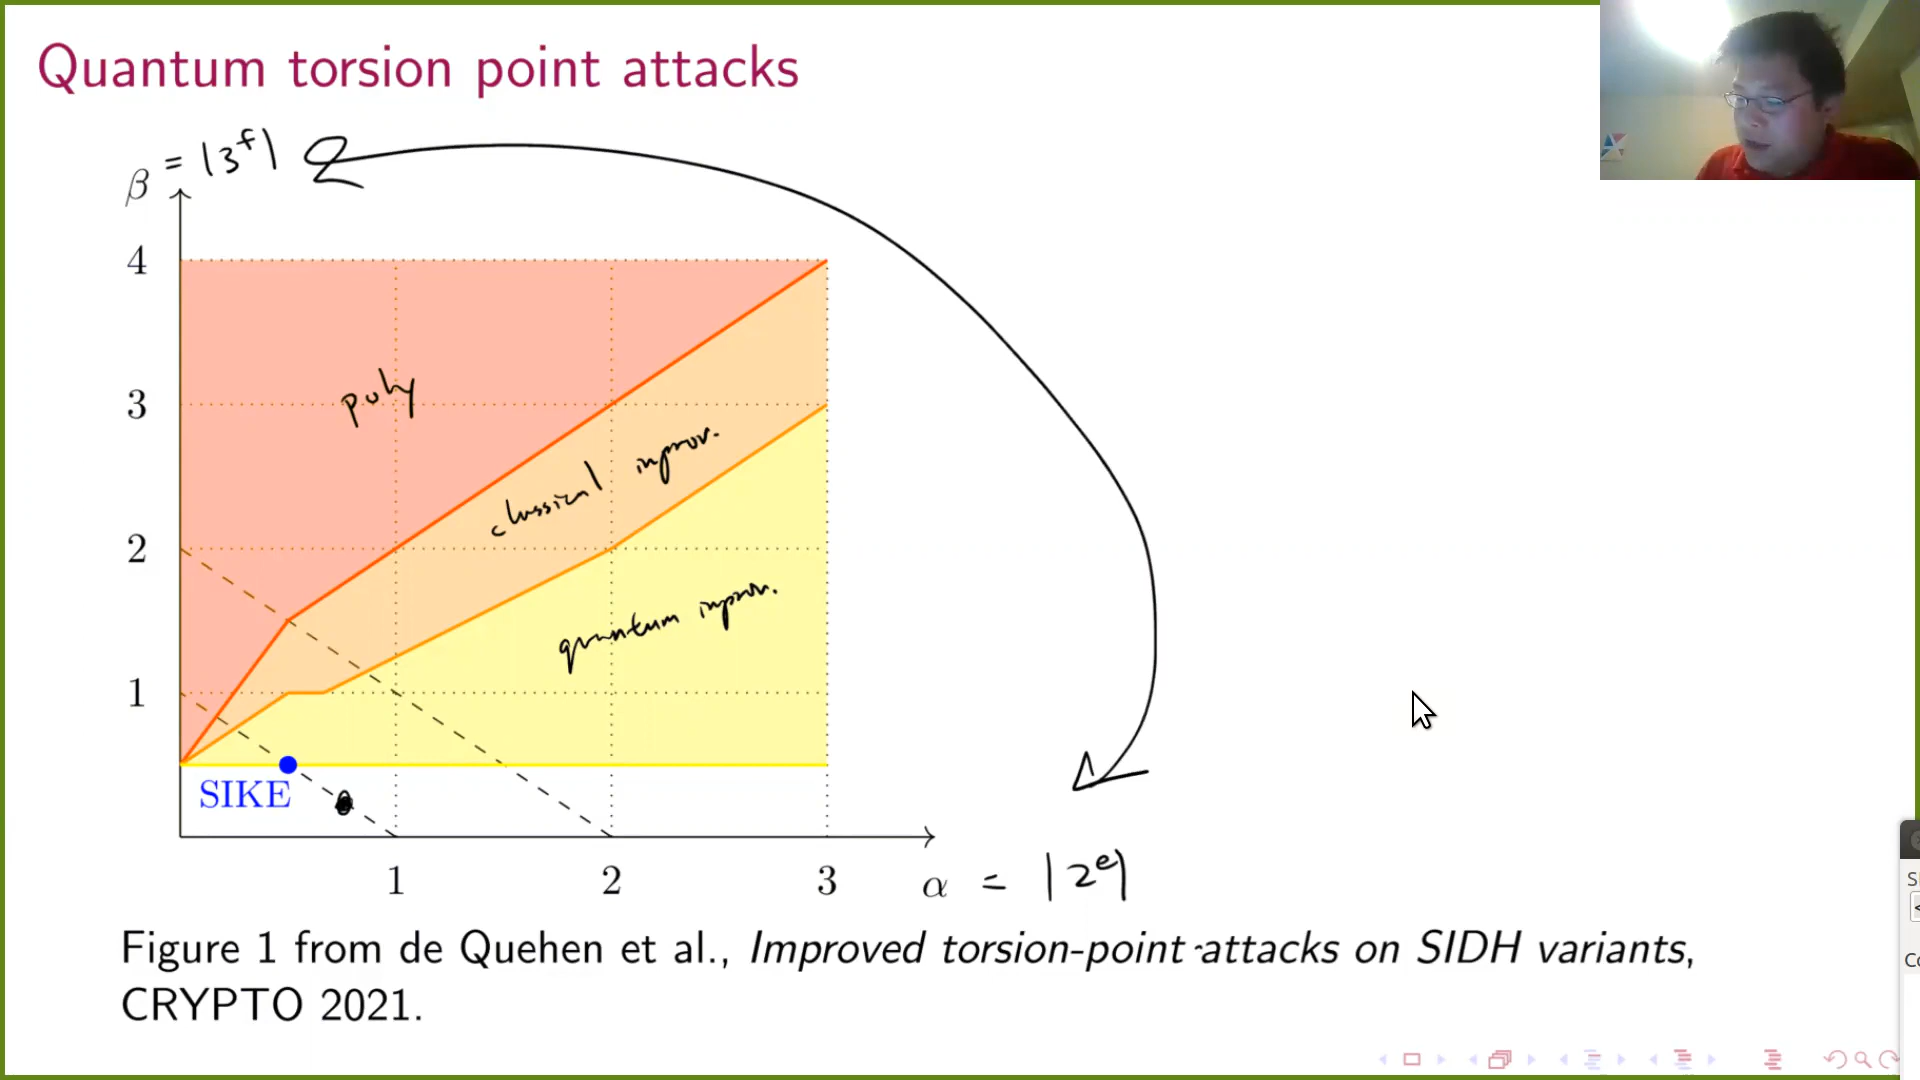 Quantum torsion point attacks
β = |3^f|
4
3
2
1
poly
classical improv.
quantum improv.
SIKE
1 2 3 α = |2^e|
Figure 1 from de Quehen et al., Improved torsion-point attacks on SIDH variants,
CRYPTO 2021.